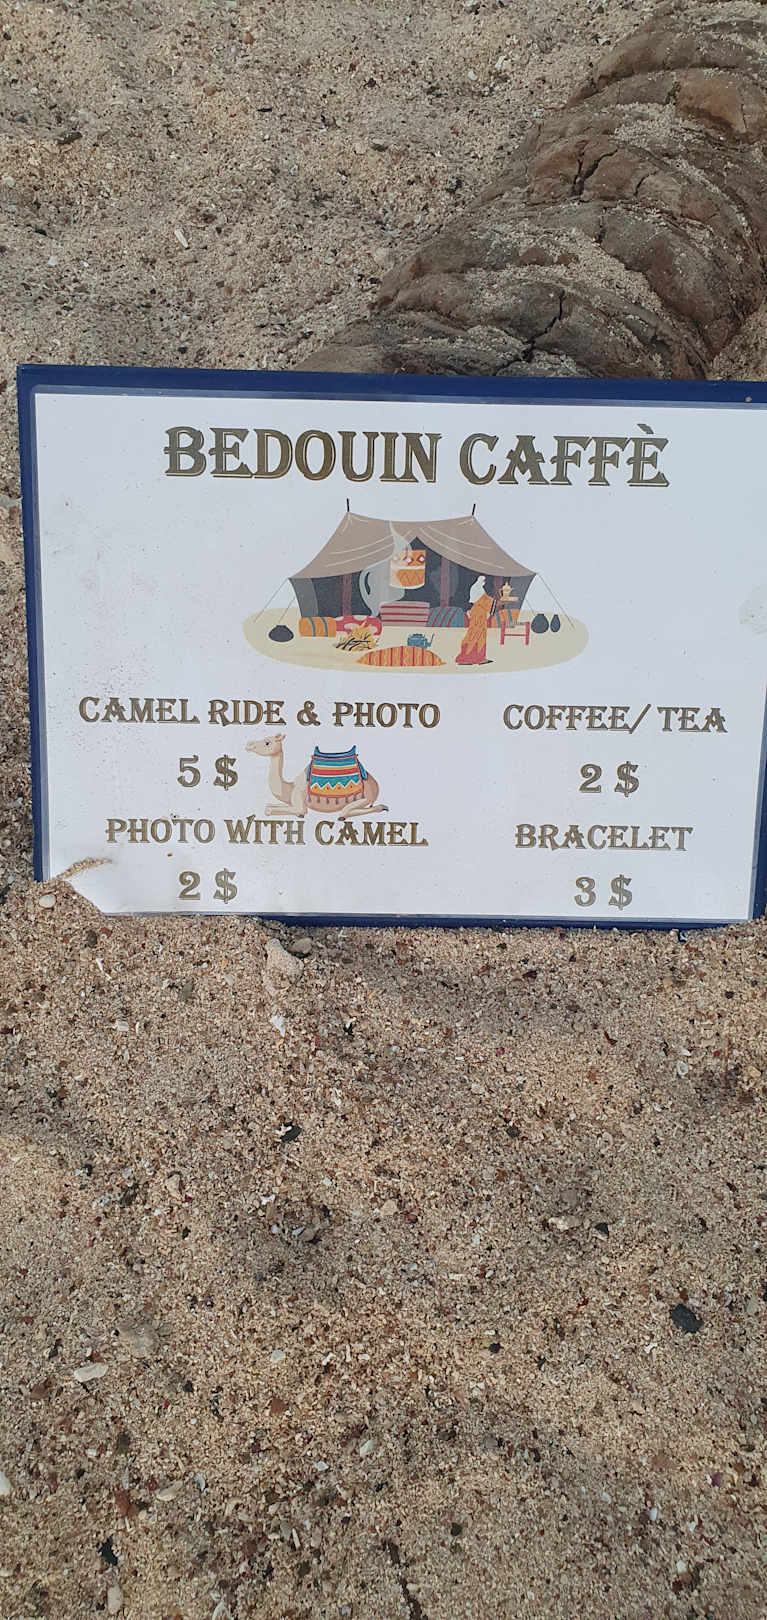 BEDOUIN CAFFÈ
CAMEL RIDE & PHOTO
5 $
PHOTO WITH CAMEL
2 $
COFFEE/ TEA
2 $
BRACELET
3 $